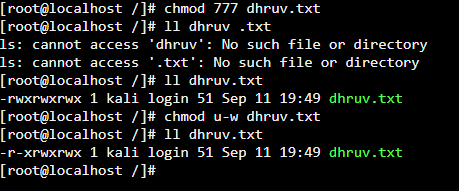 [root@localhost /]# chmod 777 dhruv.txt
[root@localhost /]# ll dhruv .txt
ls: cannot access 'dhruv': No such file or directory
ls: cannot access '.txt': No such file or directory
[root@localhost /]# ll dhruv.txt
-rwxrwxrwx 1 kali login 51 Sep 11 19:49 dhruv.txt
[root@localhost /]# chmod u-w dhruv.txt
[root@localhost /]# ll dhruv.txt
-r-xrwxrwx 1 kali login 51 Sep 11 19:49 dhruv.txt
[root@localhost /]#